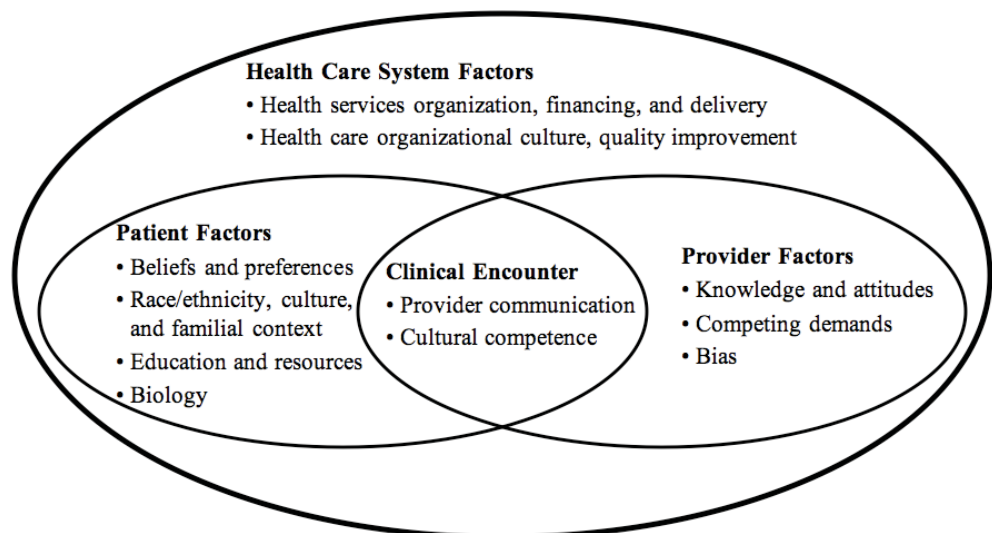 Health Care System Factors
• Health services organization, financing, and delivery
• Health care organizational culture, quality improvement
Patient Factors
• Beliefs and preferences
• Race/ethnicity, culture,
and familial context
• Education and resources
• Biology
Clinical Encounter
• Provider communication
• Cultural competence
Provider Factors
• Knowledge and attitudes
• Competing demands
• Bias